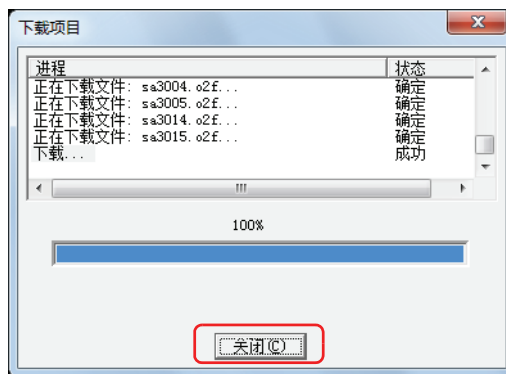 下载项目
进程 状态
正在下载文件: sa3004.o2f... 确定
正在下载文件: sa3005.o2f... 确定
正在下载文件: sa3014.o2f... 确定
正在下载文件: sa3015.o2f... 确定
下载... 成功
100%
关闭(C)